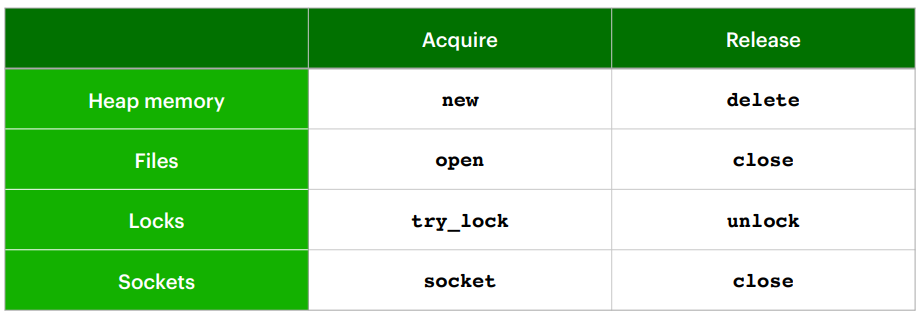 Acquire Release
Heap memory new delete
Files open close
Locks try_lock unlock
Sockets socket close